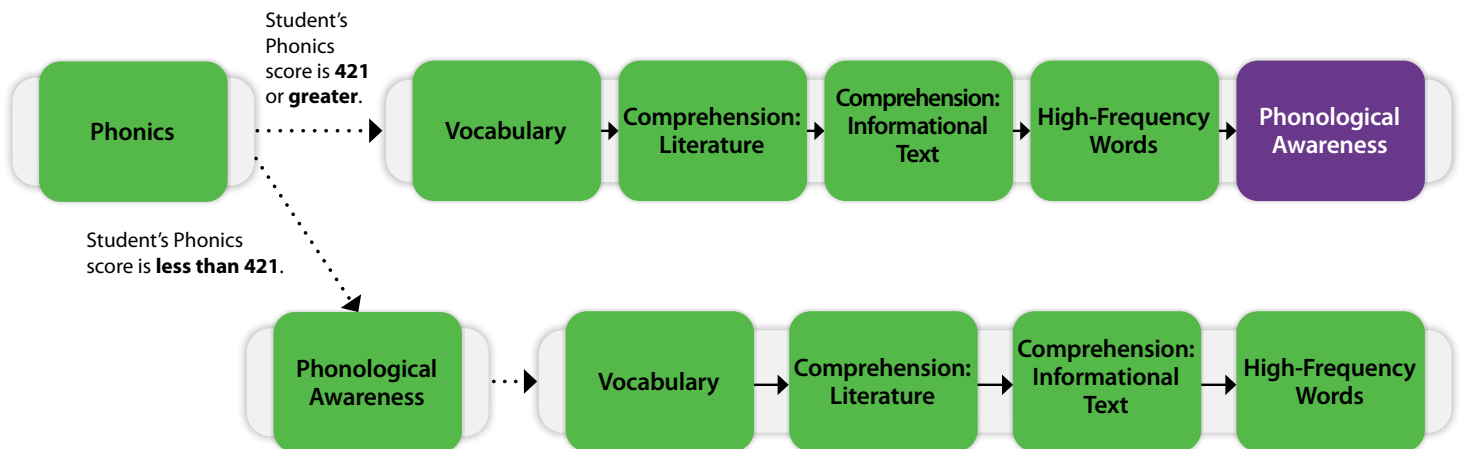 Student’s
Phonics
score is 421
or greater.
Phonics
Vocabulary
Comprehension:
Literature
Comprehension:
Informational
Text
High-Frequency
Words
Phonological
Awareness
Student’s Phonics
score is less than 421.
Phonological
Awareness
Vocabulary
Comprehension:
Literature
Comprehension:
Informational
Text
High-Frequency
Words